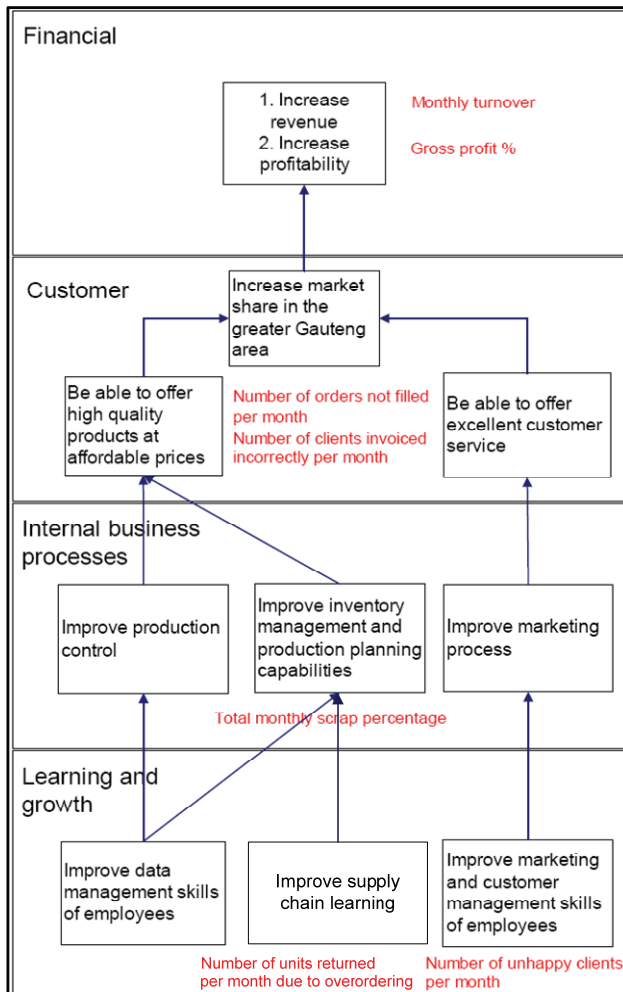 Financial
1. Increase
revenue
2. Increase
profitability
Monthly turnover
Gross profit %
Customer
Increase market
share in the
greater Gauteng
area
Be able to offer
high quality
products at
affordable prices
Number of orders not filled
per month
Number of clients invoiced
incorrectly per month
Be able to offer
excellent customer
service
Internal business
processes
Improve production
control
Improve inventory
management and
production planning
capabilities
Improve marketing
process
Total monthly scrap percentage
Learning and
growth
Improve data
management skills
of employees
Improve supply
chain learning
Improve marketing
and customer
management skills
of employees
Number of units returned
per month due to overordering
Number of unhappy clients
per month